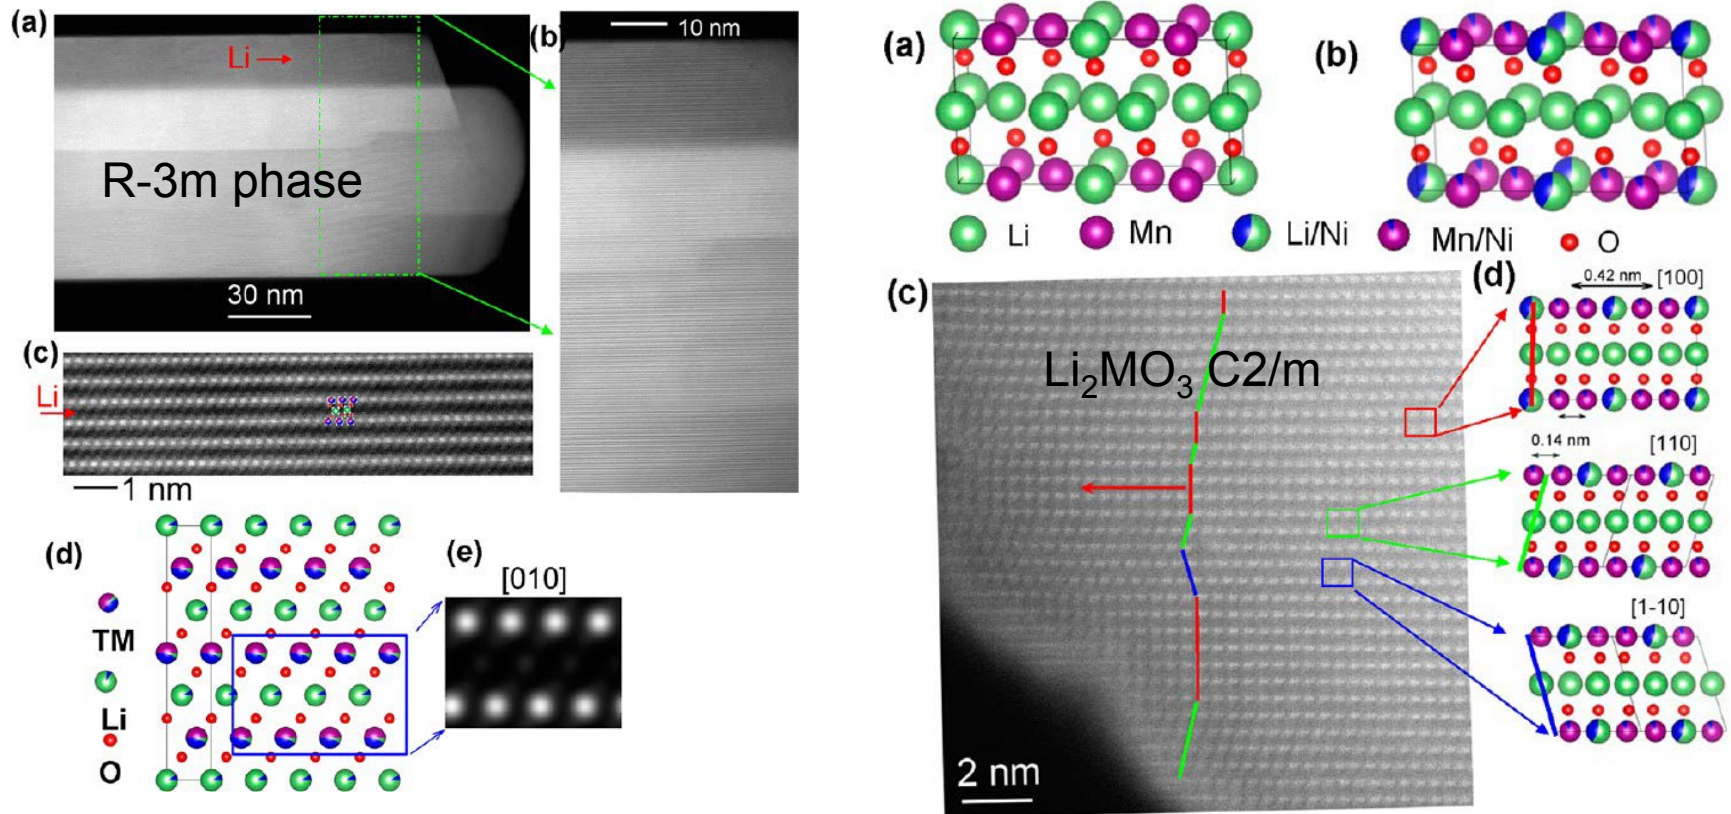 (a)
Li
R-3m phase
30 nm
(b)
10 nm
(c)
Li
1 nm
(d)
TM
Li
O
(e)
[010]
(a)
(b)
Li
Mn
Li/Ni
Mn/Ni
O
(c)
Li₂MO₃ C2/m
2 nm
(d)
0.42 nm
[100]
0.14 nm
[110]
[1-10]